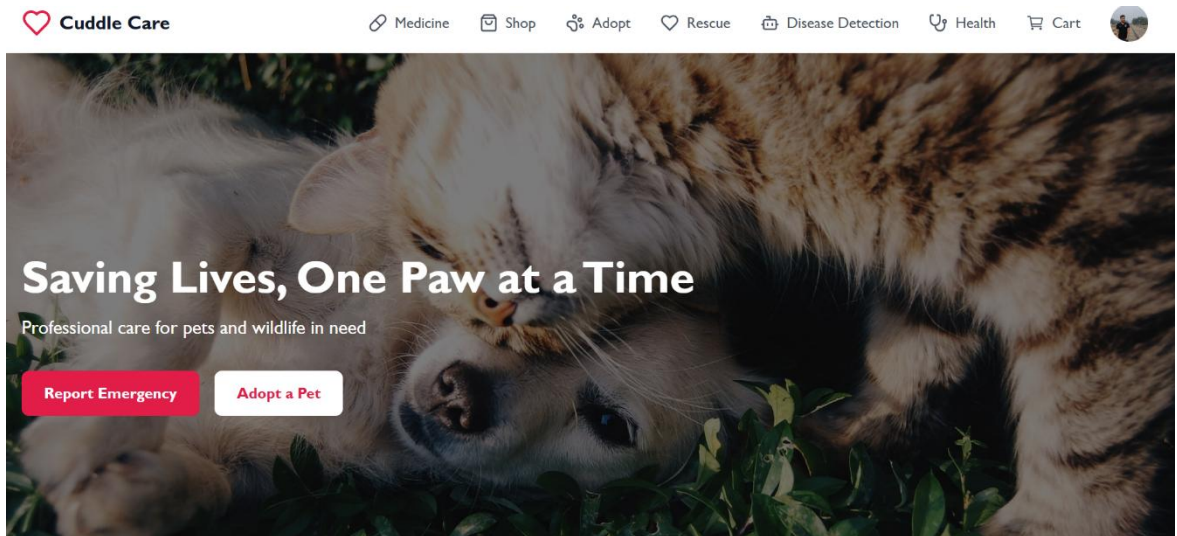 Cuddle Care
Medicine
Shop
Adopt
Rescue
Disease Detection
Health
Cart
Saving Lives, One Paw at a Time
Professional care for pets and wildlife in need
Report Emergency
Adopt a Pet